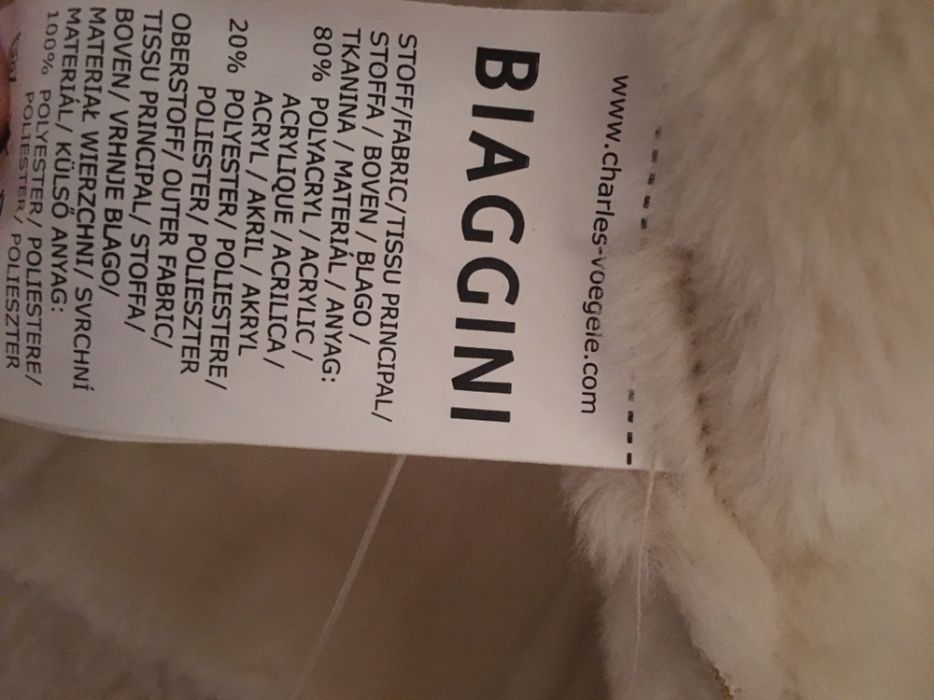 www.charles-voegele.com
BIAGGINI
STOFF/FABRIC/TISSU PRINCIPAL/
STOFFA / BOVEN / BLAGO /
TKANINA / MATERIÁL / ANYAG:
80% POLYACRYL / ACRYLIC /
ACRYLIQUE / ACRILICA /
ACRYL / AKRIL / AKRYL
20% POLYESTER/ POLIESTERE/
POLIESTER/ POLIESZTER
OBERSTOFF/ OUTER FABRIC/
TISSU PRINCIPAL/ STOFFA/
BOVEN/ VRHNJE BLAGO/
MATERIAŁ WIERZCHNI/ SVRCHNÍ
MATERIÁL/ KÜLSŐ ANYAG:
100% POLYESTER/ POLIESTERE/
POLIESTER/ POLIESZTER